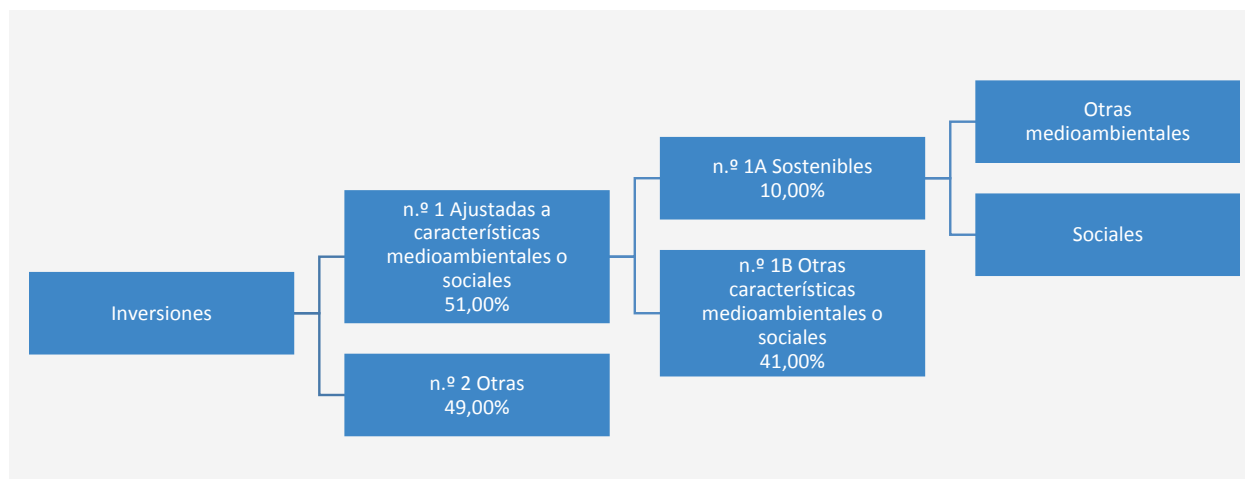 Inversiones
n.º 1 Ajustadas a
características
medioambientales o
sociales
51,00%
n.º 2 Otras
49,00%
n.º 1A Sostenibles
10,00%
n.º 1B Otras
características
medioambientales o
sociales
41,00%
Otras
medioambientales
Sociales